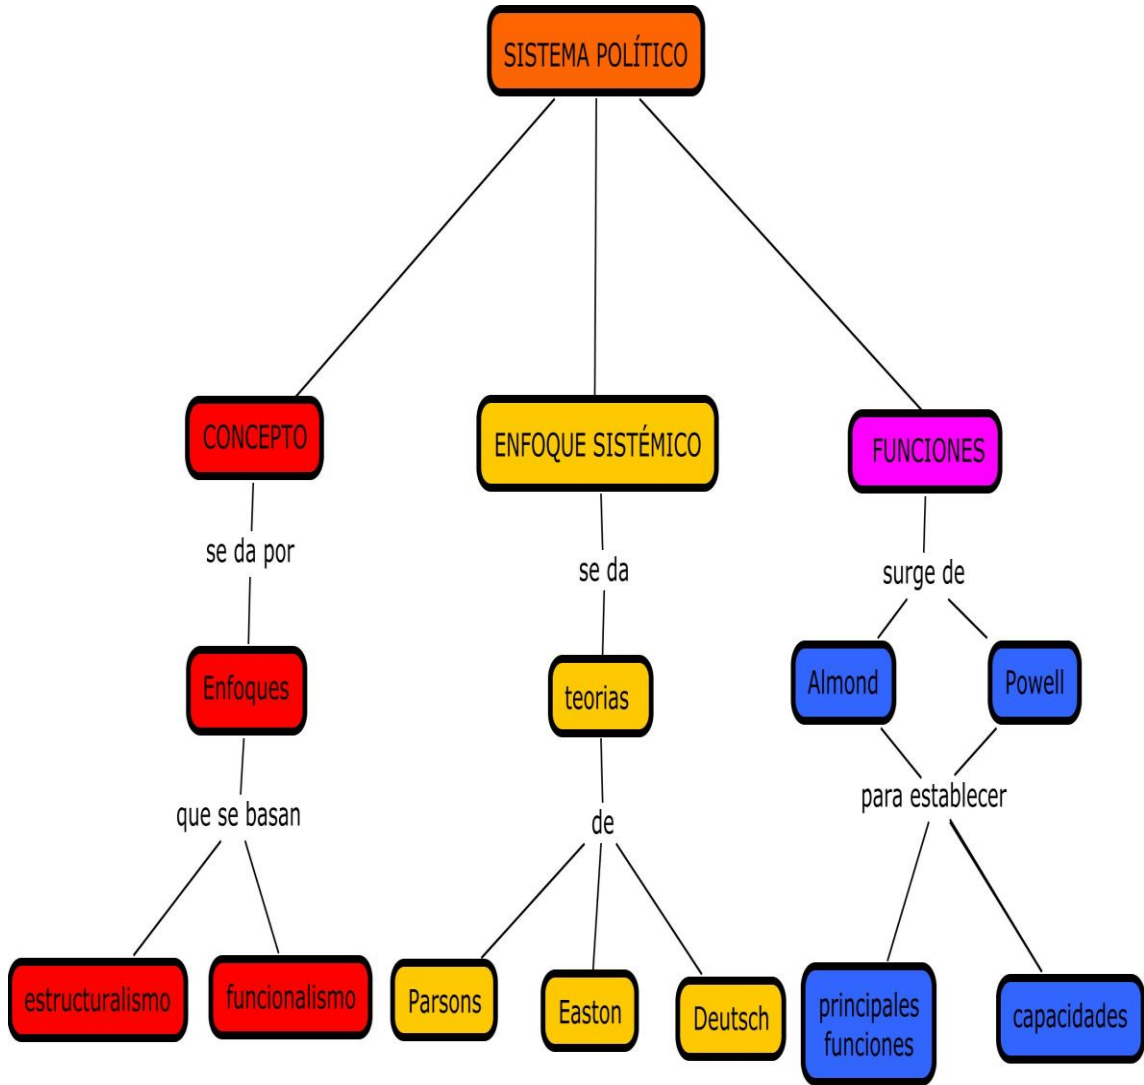 SISTEMA POLÍTICO
CONCEPTO
ENFOQUE SISTÉMICO
FUNCIONES
se da por
se da
surge de
Enfoques
teorias
Almond
Powell
que se basan
de
para establecer
estructuralismo
funcionalismo
Parsons
Easton
Deutsch
principales
funciones
capacidades